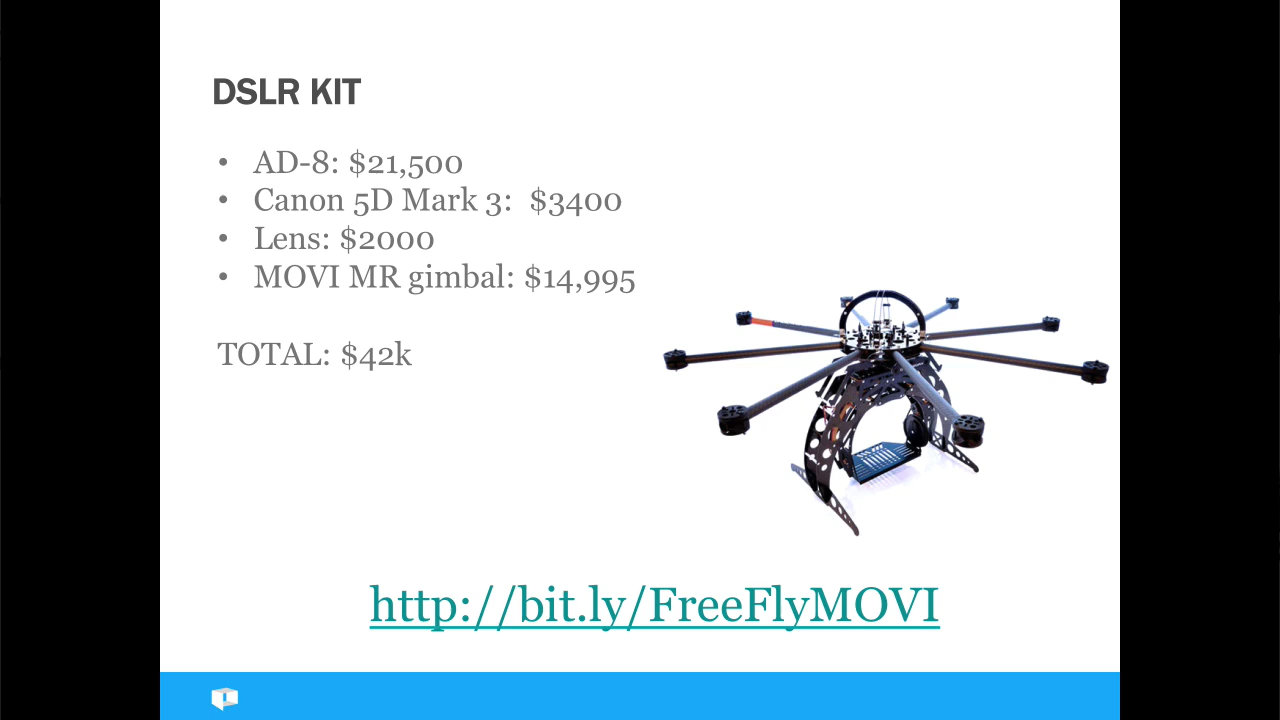 DSLR KIT
• AD-8: $21,500
• Canon 5D Mark 3:  $3400
• Lens: $2000
• MOVI MR gimbal: $14,995
TOTAL: $42k
http://bit.ly/FreeFlyMOVI